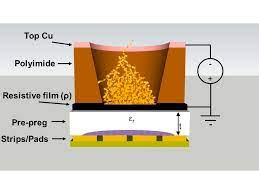 Top Cu
Polyimide
Resistive film (ρ)
Pre-preg
Strips/Pads
-
+